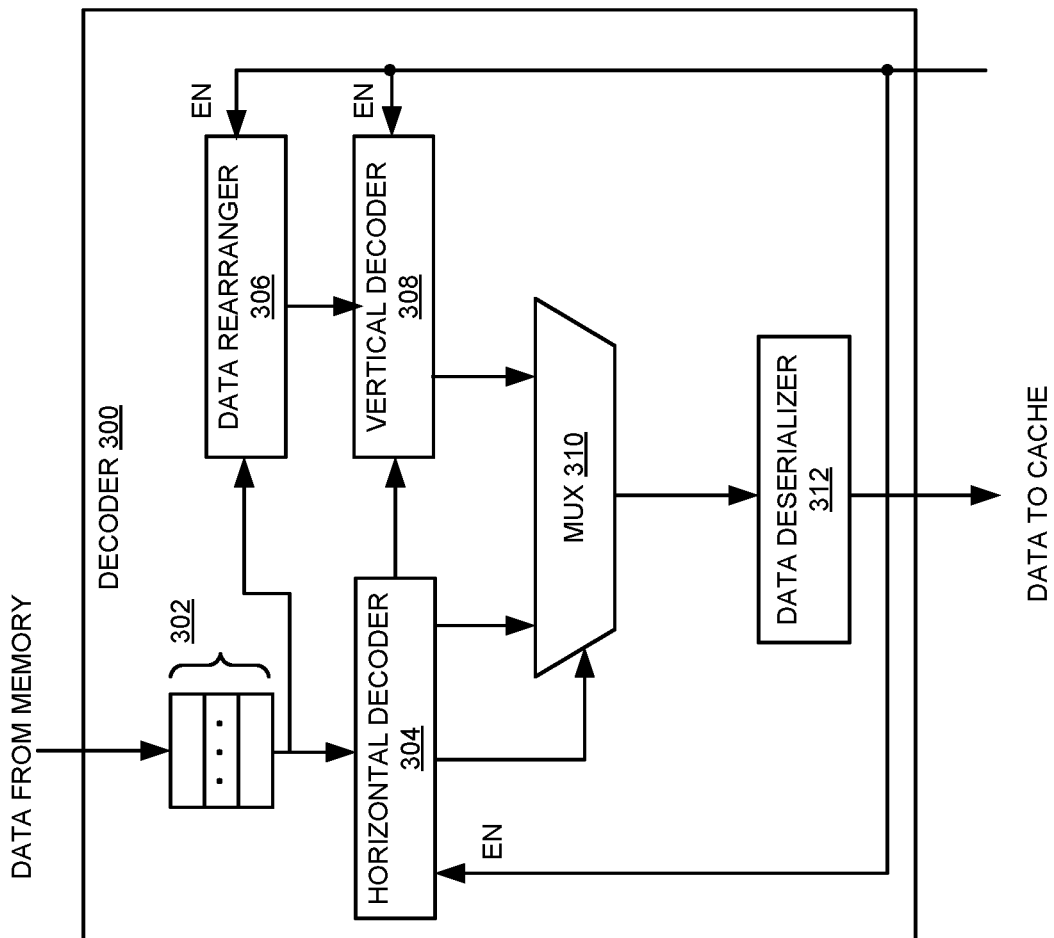 DATA FROM MEMORY
DECODER 300
302
HORIZONTAL DECODER
304
EN
DATA REARRANGER
306
EN
VERTICAL DECODER
308
EN
MUX 310
DATA DESERIALIZER
312
DATA TO CACHE